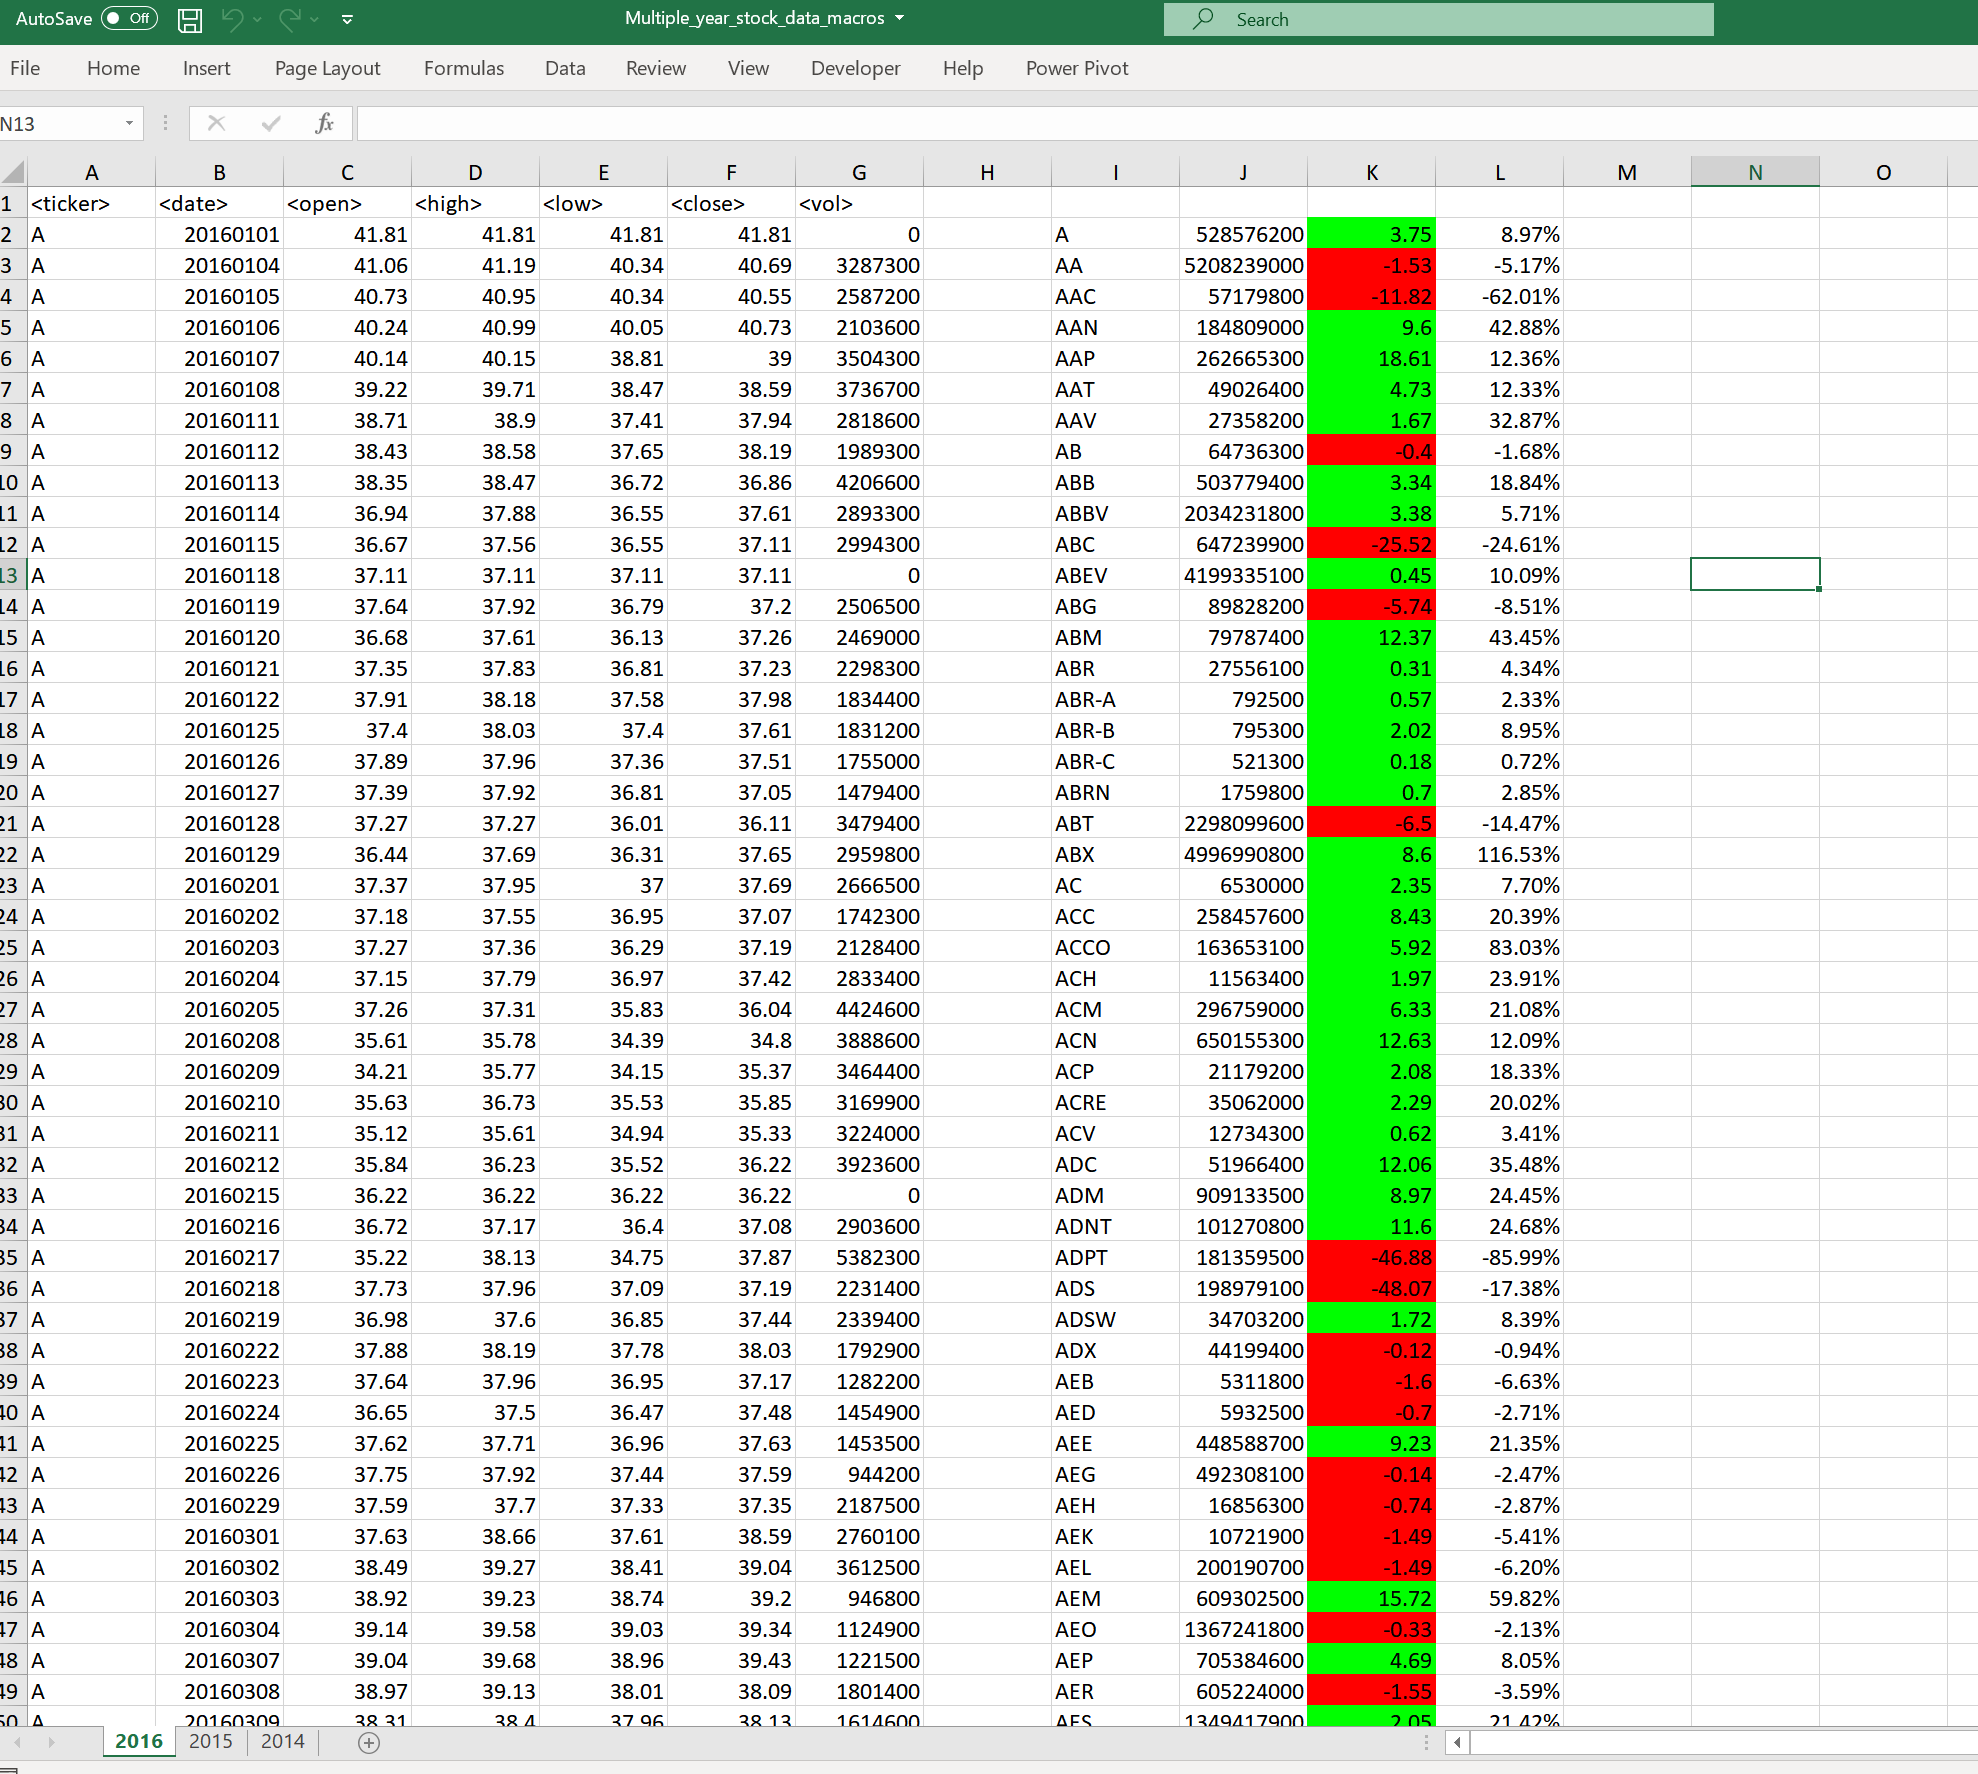 AutoSave Off Multiple_year_stock_data_macros Search
File Home Insert Page Layout Formulas Data Review View Developer Help Power Pivot
N13 fx
A B C D E F G H I J K L M N O
1 <ticker> <date> <open> <high> <low> <close> <vol>
2 A 20160101 41.81 41.81 41.81 41.81 0 A 528576200 3.75 8.97%
3 A 20160104 41.06 41.19 40.34 40.69 3287300 AA 5208239000 -1.53 -5.17%
4 A 20160105 40.73 40.95 40.34 40.55 2587200 AAC 57179800 -11.82 -62.01%
5 A 20160106 40.24 40.99 40.05 40.73 2103600 AAN 184809000 9.6 42.88%
6 A 20160107 40.14 40.15 38.81 39 3504300 AAP 262665300 18.61 12.36%
7 A 20160108 39.22 39.71 38.47 38.59 3736700 AAT 49026400 4.73 12.33%
8 A 20160111 38.71 38.9 37.41 37.94 2818600 AAV 27358200 1.67 32.87%
9 A 20160112 38.43 38.58 37.65 38.19 1989300 AB 64736300 -0.4 -1.68%
10 A 20160113 38.35 38.47 36.72 36.86 4206600 ABB 503779400 3.34 18.84%
11 A 20160114 36.94 37.88 36.55 37.61 2893300 ABBV 2034231800 3.38 5.71%
12 A 20160115 36.67 37.56 36.55 37.11 2994300 ABC 647239900 -25.52 -24.61%
13 A 20160118 37.11 37.11 37.11 37.11 0 ABEV 4199335100 0.45 10.09%
14 A 20160119 37.64 37.92 36.79 37.2 2506500 ABG 89828200 -5.74 -8.51%
15 A 20160120 36.68 37.61 36.13 37.26 2469000 ABM 79787400 12.37 43.45%
16 A 20160121 37.35 37.83 36.81 37.23 2298300 ABR 27556100 0.31 4.34%
17 A 20160122 37.91 38.18 37.58 37.98 1834400 ABR-A 792500 0.57 2.33%
18 A 20160125 37.4 38.03 37.4 37.61 1831200 ABR-B 795300 2.02 8.95%
19 A 20160126 37.89 37.96 37.36 37.51 1755000 ABR-C 521300 0.18 0.72%
20 A 20160127 37.39 37.92 36.81 37.05 1479400 ABRN 1759800 0.7 2.85%
21 A 20160128 37.27 37.27 36.01 36.11 3479400 ABT 2298099600 -6.5 -14.47%
22 A 20160129 36.44 37.69 36.31 37.65 2959800 ABX 4996990800 8.6 116.53%
23 A 20160201 37.37 37.95 37 37.69 2666500 AC 6530000 2.35 7.70%
24 A 20160202 37.18 37.55 36.95 37.07 1742300 ACC 258457600 8.43 20.39%
25 A 20160203 37.27 37.36 36.29 37.19 2128400 ACCO 163653100 5.92 83.03%
26 A 20160204 37.15 37.79 36.97 37.42 2833400 ACH 11563400 1.97 23.91%
27 A 20160205 37.26 37.31 35.83 36.04 4424600 ACM 296759000 6.33 21.08%
28 A 20160208 35.61 35.78 34.39 34.8 3888600 ACN 650155300 12.63 12.09%
29 A 20160209 34.21 35.77 34.15 35.37 3464400 ACP 21179200 2.08 18.33%
30 A 20160210 35.63 36.73 35.53 35.85 3169900 ACRE 35062000 2.29 20.02%
31 A 20160211 35.12 35.61 34.94 35.33 3224000 ACV 12734300 0.62 3.41%
32 A 20160212 35.84 36.23 35.52 36.22 3923600 ADC 51966400 12.06 35.48%
33 A 20160215 36.22 36.22 36.22 36.22 0 ADM 909133500 8.97 24.45%
34 A 20160216 36.72 37.17 36.4 37.08 2903600 ADNT 101270800 11.6 24.68%
35 A 20160217 35.22 38.13 34.75 37.87 5382300 ADPT 181359500 -46.88 -85.99%
36 A 20160218 37.73 37.96 37.09 37.19 2231400 ADS 198979100 -48.07 -17.38%
37 A 20160219 36.98 37.6 36.85 37.44 2339400 ADSW 34703200 1.72 8.39%
38 A 20160222 37.88 38.19 37.78 38.03 1792900 ADX 44199400 -0.12 -0.94%
39 A 20160223 37.64 37.96 36.95 37.17 1282200 AEB 5311800 -1.6 -6.63%
40 A 20160224 36.65 37.5 36.47 37.48 1454900 AED 5932500 -0.7 -2.71%
41 A 20160225 37.62 37.71 36.96 37.63 1453500 AEE 448588700 9.23 21.35%
42 A 20160226 37.75 37.92 37.44 37.59 944200 AEG 492308100 -0.14 -2.47%
43 A 20160229 37.59 37.7 37.33 37.35 2187500 AEH 16856300 -0.74 -2.87%
44 A 20160301 37.63 38.66 37.61 38.59 2760100 AEK 10721900 -1.49 -5.41%
45 A 20160302 38.49 39.27 38.41 39.04 3612500 AEL 200190700 -1.49 -6.20%
46 A 20160303 38.92 39.23 38.74 39.2 946800 AEM 609302500 15.72 59.82%
47 A 20160304 39.14 39.58 39.03 39.34 1124900 AEO 1367241800 -0.33 -2.13%
48 A 20160307 39.04 39.68 38.96 39.43 1221500 AEP 705384600 4.69 8.05%
49 A 20160308 38.97 39.13 38.01 38.09 1801400 AER 605224000 -1.55 -3.59%
50 A 20160309 38.31 38.4 37.96 38.13 1614600 AES 1349417900 2.05 21.42%
2016 2015 2014